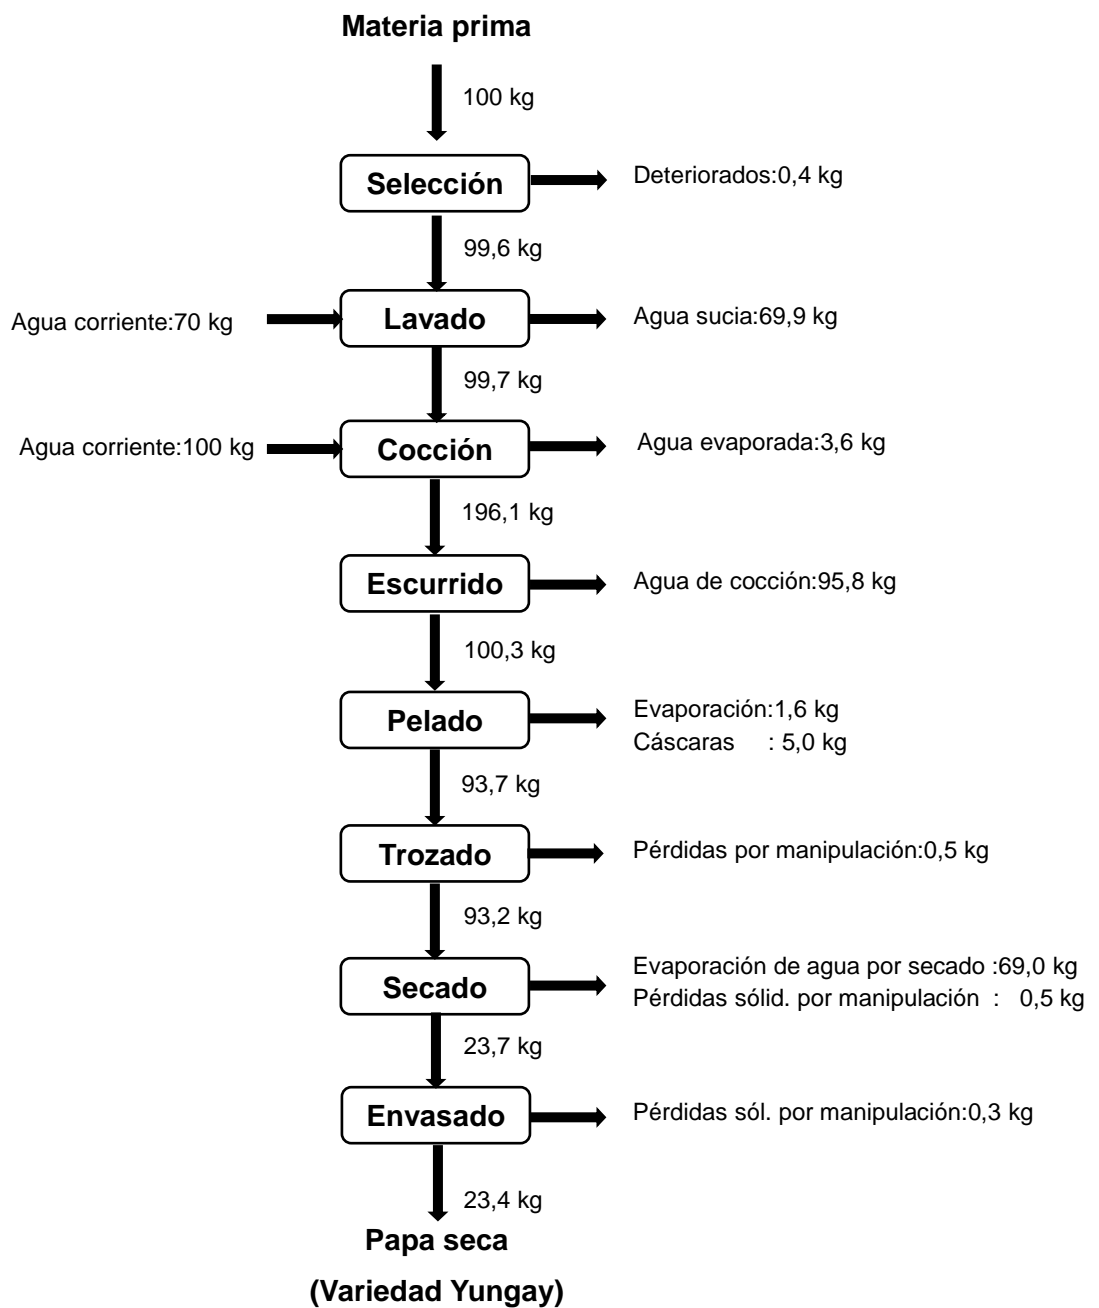 Materia prima
100 kg
Selección
Deteriorados:0,4 kg
99,6 kg
Agua corriente:70 kg
Lavado
Agua sucia:69,9 kg
99,7 kg
Agua corriente:100 kg
Cocción
Agua evaporada:3,6 kg
196,1 kg
Escurrido
Agua de cocción:95,8 kg
100,3 kg
Pelado
Evaporación:1,6 kg
Cáscaras : 5,0 kg
93,7 kg
Trozado
Pérdidas por manipulación:0,5 kg
93,2 kg
Secado
Evaporación de agua por secado :69,0 kg
Pérdidas sólid. por manipulación : 0,5 kg
23,7 kg
Envasado
Pérdidas sól. por manipulación:0,3 kg
23,4 kg
Papa seca
(Variedad Yungay)